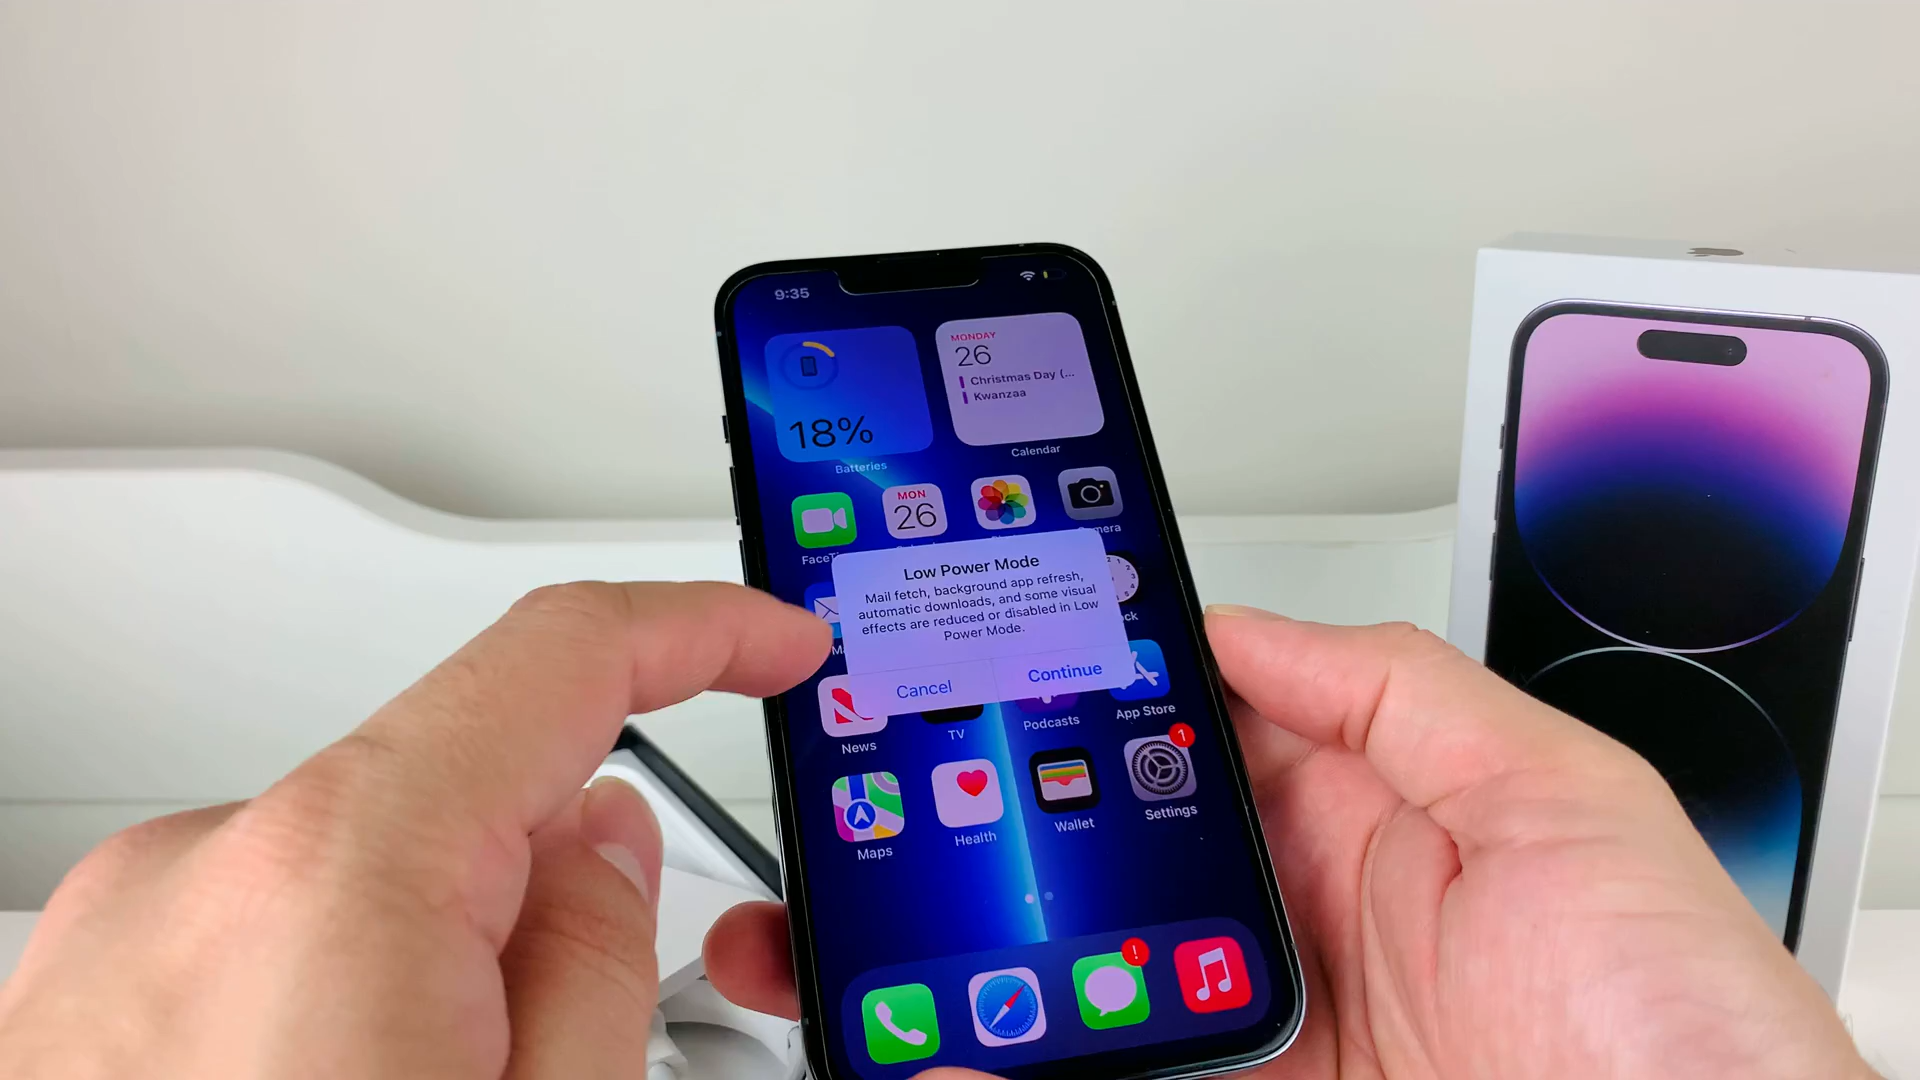 9:35
18%
Batteries
MONDAY
26
Christmas Day (...
Kwanzaa
Calendar
MON
26
Low Power Mode
Mail fetch, background app refresh,
automatic downloads, and some visual
effects are reduced or disabled in Low
Power Mode.
Cancel
Continue
News
TV
Podcasts
App Store
1
Maps
Health
Wallet
Settings
!